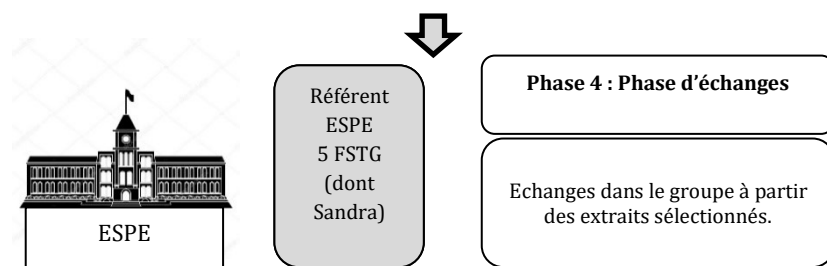 ESPE
Référent
ESPE
5 FSTG
(dont
Sandra)
Phase 4 : Phase d’échanges
Echanges dans le groupe à partir
des extraits sélectionnés.